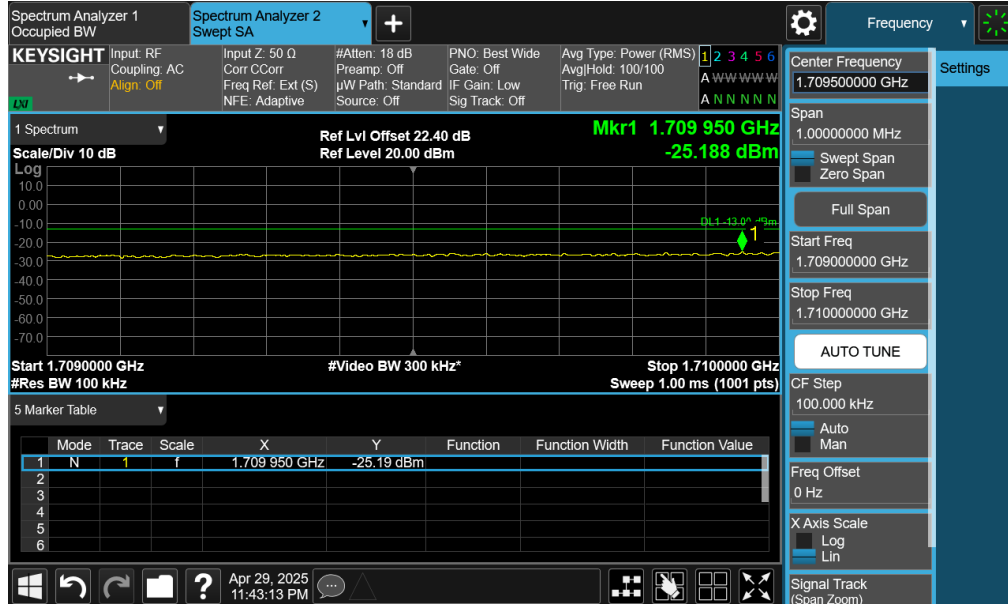 Spectrum Analyzer 1
Occupied BW
Spectrum Analyzer 2
Swept SA
Frequency
KEYSIGHT
LXI
Input: RF
Coupling: AC
Align: Off
Input Z: 50 Ω
Corr CCorr
Freq Ref: Ext (S)
NFE: Adaptive
#Atten: 18 dB
Preamp: Off
µW Path: Standard
Source: Off
PNO: Best Wide
Gate: Off
IF Gain: Low
Sig Track: Off
Avg Type: Power (RMS)
Avg|Hold: 100/100
Trig: Free Run
1 2 3 4 5 6
A W W W W W
A N N N N N
1 Spectrum
Scale/Div 10 dB
Ref Lvl Offset 22.40 dB
Ref Level 20.00 dBm
Mkr1 1.709 950 GHz
-25.188 dBm
Log
10.0
0.00
-10.0
-20.0
-30.0
-40.0
-50.0
-60.0
-70.0
DL1 -13.00 dBm
1
Start 1.7090000 GHz
#Res BW 100 kHz
#Video BW 300 kHz*
Stop 1.7100000 GHz
Sweep 1.00 ms (1001 pts)
5 Marker Table
Mode Trace Scale X Y Function Function Width Function Value
1 N 1 f 1.709 950 GHz -25.19 dBm
2
3
4
5
6
Apr 29, 2025
11:43:13 PM
Center Frequency
1.709500000 GHz
Span
1.00000000 MHz
Swept Span
Zero Span
Full Span
Start Freq
1.709000000 GHz
Stop Freq
1.710000000 GHz
AUTO TUNE
CF Step
100.000 kHz
Auto
Man
Freq Offset
0 Hz
X Axis Scale
Log
Lin
Signal Track
(Span Zoom)
Settings